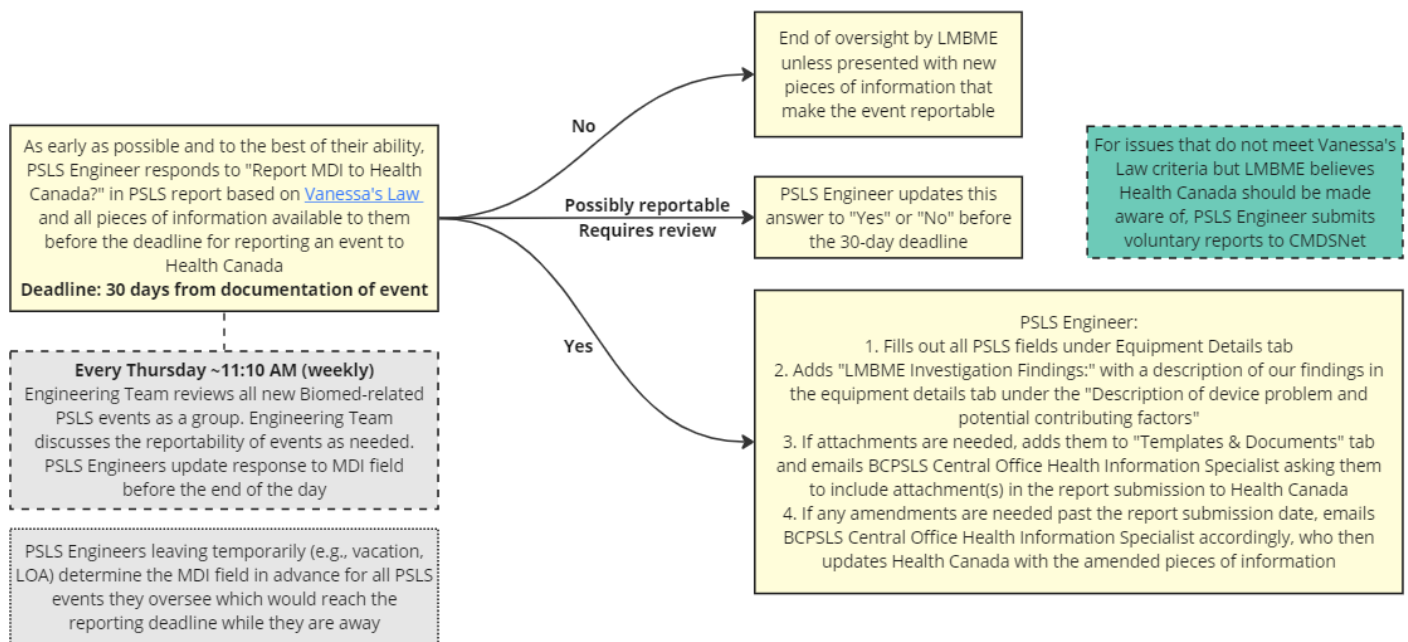 As early as possible and to the best of their ability,
PSLS Engineer responds to "Report MDI to Health
Canada?" in PSLS report based on Vanessa's Law
and all pieces of information available to them
before the deadline for reporting an event to
Health Canada
Deadline: 30 days from documentation of event
Every Thursday ~11:10 AM (weekly)
Engineering Team reviews all new Biomed-related
PSLS events as a group. Engineering Team
discusses the reportability of events as needed.
PSLS Engineers update response to MDI field
before the end of the day
PSLS Engineers leaving temporarily (e.g., vacation,
LOA) determine the MDI field in advance for all PSLS
events they oversee which would reach the
reporting deadline while they are away
No
End of oversight by LMBME
unless presented with new
pieces of information that
make the event reportable
Possibly reportable
Requires review
PSLS Engineer updates this
answer to "Yes" or "No" before
the 30-day deadline
Yes
PSLS Engineer:
1. Fills out all PSLS fields under Equipment Details tab
2. Adds "LMBME Investigation Findings:" with a description of our findings in
the equipment details tab under the "Description of device problem and
potential contributing factors"
3. If attachments are needed, adds them to "Templates & Documents" tab
and emails BCPSLS Central Office Health Information Specialist asking them
to include attachment(s) in the report submission to Health Canada
4. If any amendments are needed past the report submission date, emails
BCPSLS Central Office Health Information Specialist accordingly, who then
updates Health Canada with the amended pieces of information
For issues that do not meet Vanessa's
Law criteria but LMBME believes
Health Canada should be made
aware of, PSLS Engineer submits
voluntary reports to CMDSNet